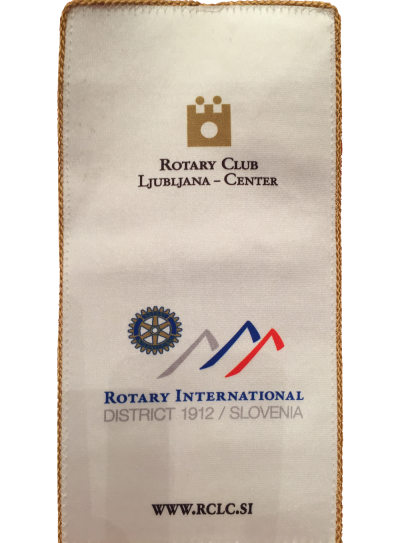 ROTARY CLUB
LJUBLJANA – CENTER
ROTARY INTERNATIONAL
DISTRICT 1912 / SLOVENIA
WWW.RCLC.SI